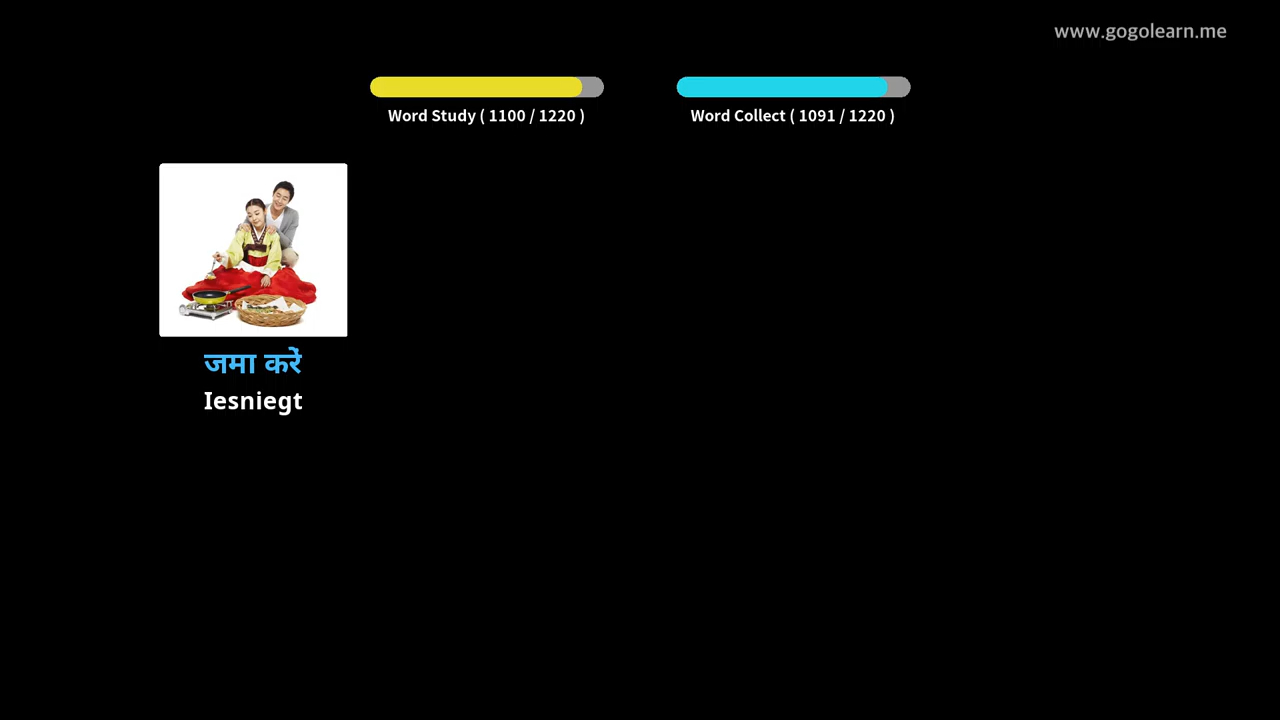 www.gogolearn.me
Word Study ( 1100 / 1220 )
Word Collect ( 1091 / 1220 )
जमा करें
Iesniegt